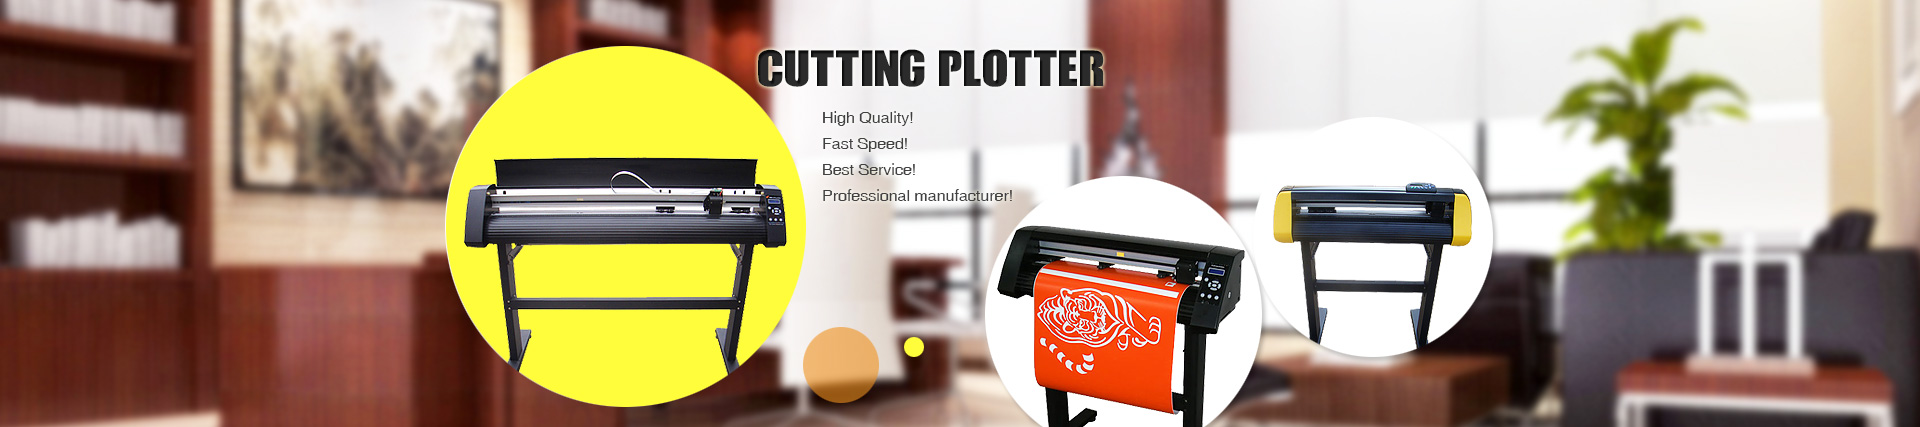 CUTTING PLOTTER
High Quality!
Fast Speed!
Best Service!
Professional manufacturer!